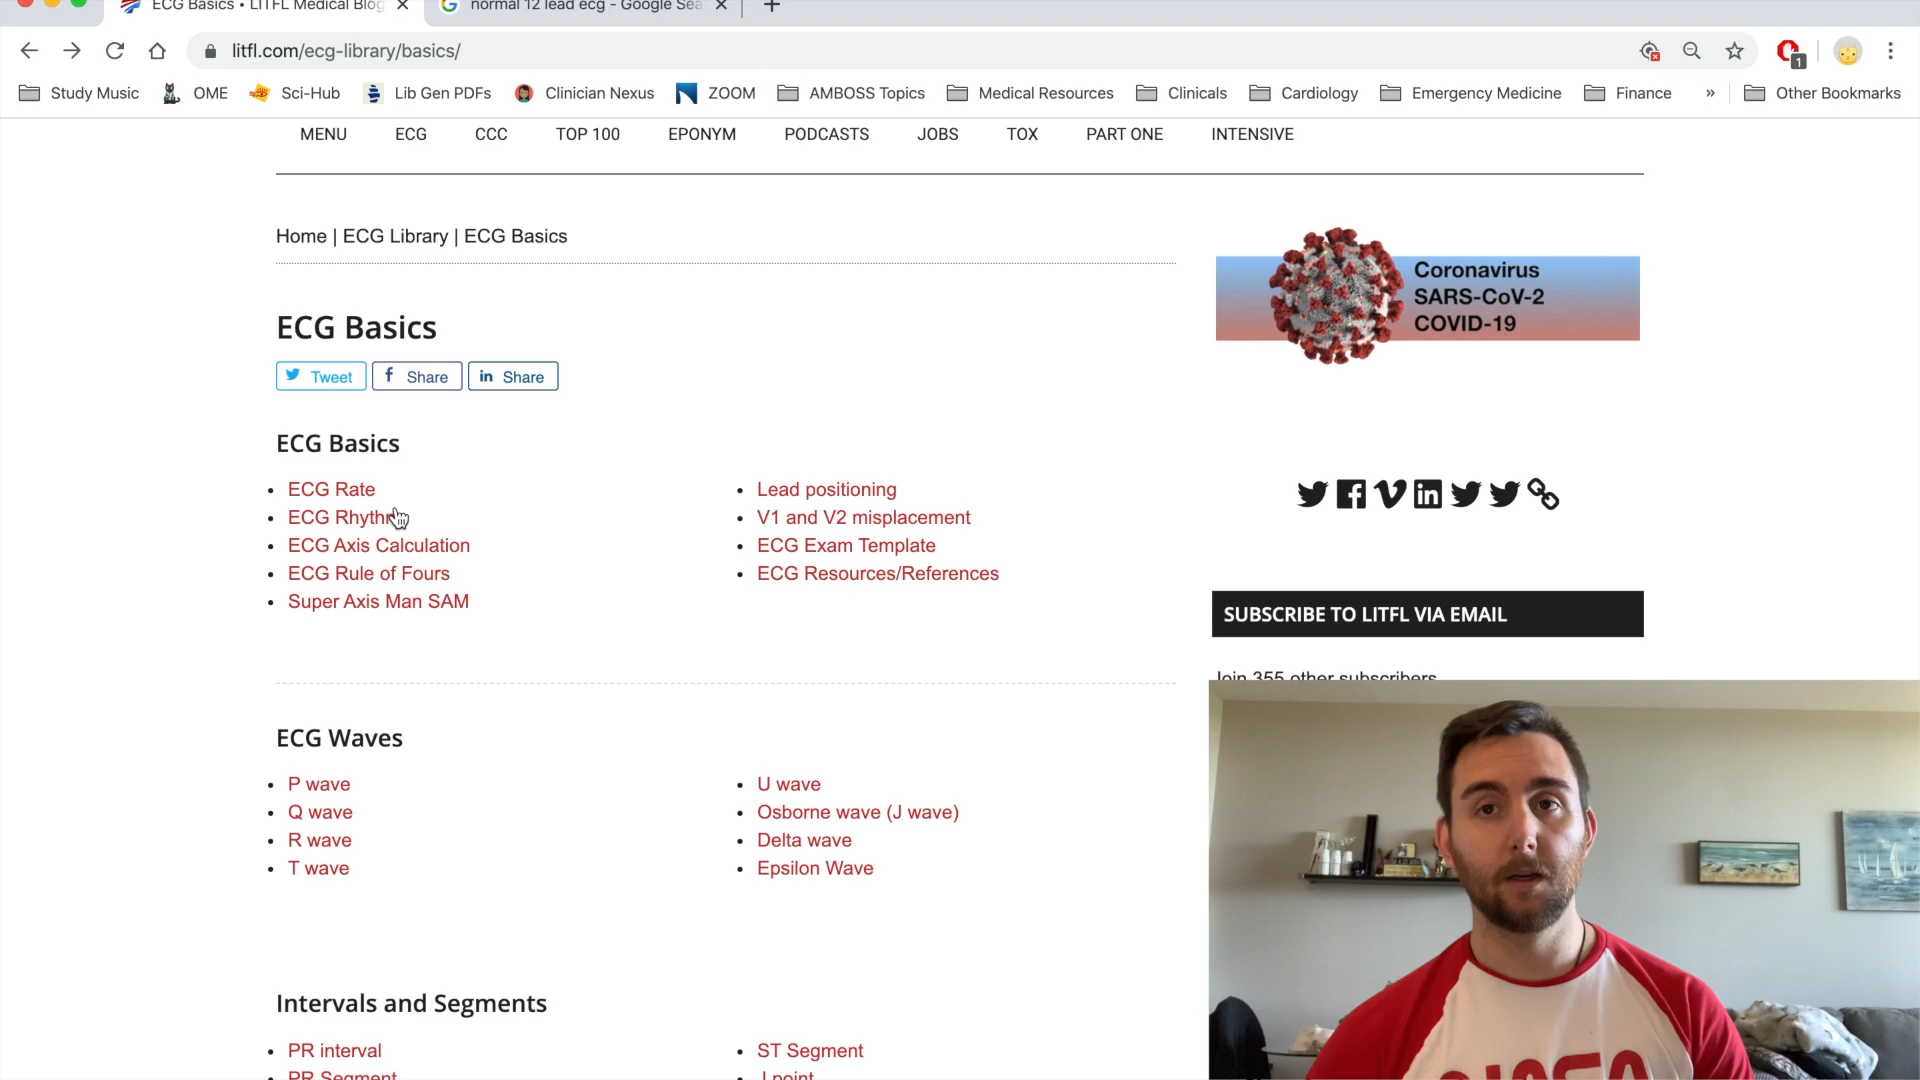 ECG Basics • LITFL Medical Blog
normal 12 lead ecg - Google Sea
litfl.com/ecg-library/basics/
1
Study Music OME Sci-Hub Lib Gen PDFs Clinician Nexus ZOOM AMBOSS Topics Medical Resources Clinicals Cardiology Emergency Medicine Finance » Other Bookmarks
MENU ECG CCC TOP 100 EPONYM PODCASTS JOBS TOX PART ONE INTENSIVE
Home | ECG Library | ECG Basics
ECG Basics
Tweet Share Share
ECG Basics
ECG Rate
ECG Rhythm
ECG Axis Calculation
ECG Rule of Fours
Super Axis Man SAM
Lead positioning
V1 and V2 misplacement
ECG Exam Template
ECG Resources/References
ECG Waves
P wave
Q wave
R wave
T wave
U wave
Osborne wave (J wave)
Delta wave
Epsilon Wave
Intervals and Segments
PR interval
PR Segment
ST Segment
J point
Coronavirus
SARS-CoV-2
COVID-19
SUBSCRIBE TO LITFL VIA EMAIL
Join 355 other subscribers
NASA